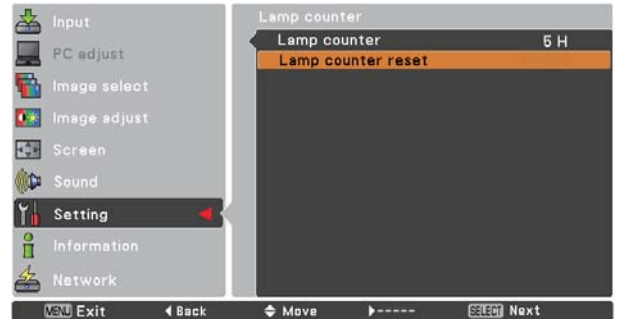 Input
PC adjust
Image select
Image adjust
Screen
Sound
Setting
Information
Network
Lamp counter
Lamp counter 5 H
Lamp counter reset
MENU Exit Back Move ----- SELECT Next